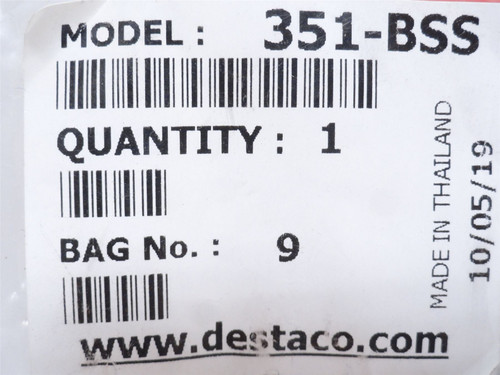 MODEL : 351-BSS
QUANTITY : 1
BAG No. : 9
www.destaco.com
MADE IN THAILAND
10/05/19